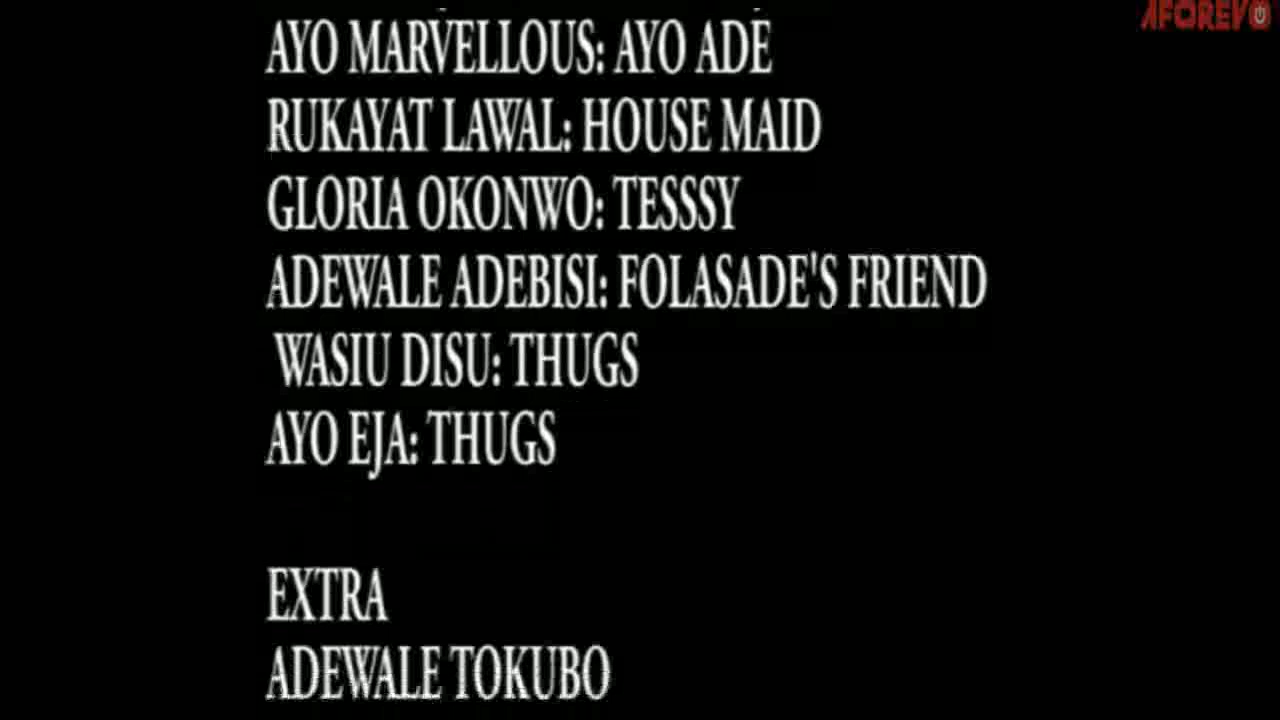 AFOREVO
AYO MARVELLOUS: AYO ADE
RUKAYAT LAWAL: HOUSE MAID
GLORIA OKONWO: TESSSY
ADEWALE ADEBISI: FOLASADE'S FRIEND
WASIU DISU: THUGS
AYO EJA: THUGS
EXTRA
ADEWALE TOKUBO